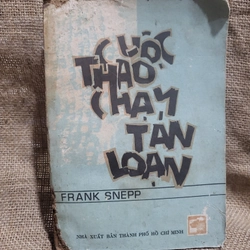 CUỘC
THÁO
CHẠY
TÁN
LOẠN
FRANK SNEPP
NHÀ XUẤT BẢN THÀNH PHỐ HỒ CHÍ MINH